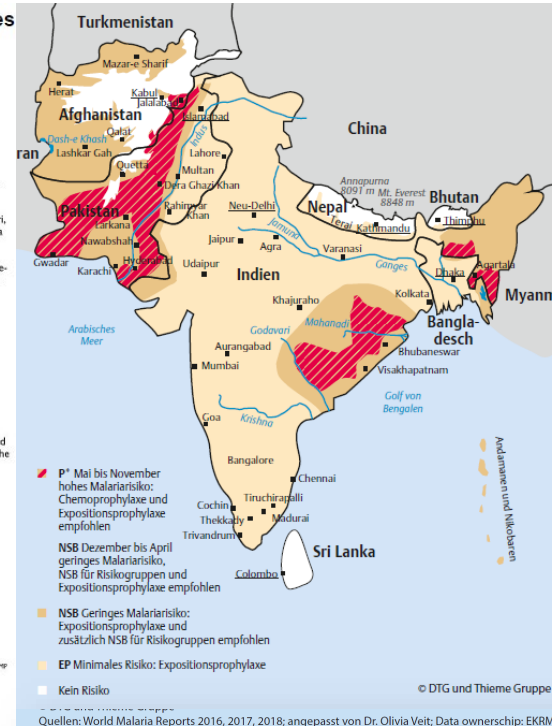 es
Turkmenistan
Mazar-e Sharif
Herat
Kabul
Jalalabad
Islamabad
Afghanistan
China
Indus
Dash-e Khash
Qalat
ran
Lashkar Gah
Lahore
Quetta
Multan
Dera Ghazi Khan
Annapurna
8091 m
Mt. Everest
8848 m
Bhutan
Pakistan
Rahimyar
Khan
Neu-Delhi
Nepal
Thimphu
Larkana
Terai
Kathmandu
Nawabshah
Jamuna
Jaipur
Agra
Varanasi
Gwadar
Hyderabad
Karachi
Udaipur
Indien
Ganges
Dhaka
Agartala
Khajuraho
Kolkata
Myanm
Arabisches
Meer
Godavari
Mahanadi
Bangla-
desch
Aurangabad
Bhubaneswar
Mumbai
Visakhapatnam
Golf von
Bengalen
Goa
Krishna
Andamanen und Nikobaren
Bangalore
Chennai
Cochin
Tiruchirapalli
Thekkady
Madurai
Trivandrum
Sri Lanka
Colombo
P* Mai bis November
hohes Malariarisiko:
Chemoprophylaxe und
Expositionsprophylaxe
empfohlen
NSB Dezember bis April
geringes Malariarisiko,
NSB für Risikogruppen und
Expositionsprophylaxe empfohlen
NSB Geringes Malariarisiko:
Expositionsprophylaxe und
zusätzlich NSB für Risikogruppen empfohlen
EP Minimales Risiko: Expositionsprophylaxe
Kein Risiko
© DTG und Thieme Gruppe
© DTG und Thieme Gruppe
Quellen: World Malaria Reports 2016, 2017, 2018; angepasst von Dr. Olivia Veit; Data ownerschip: EKRM